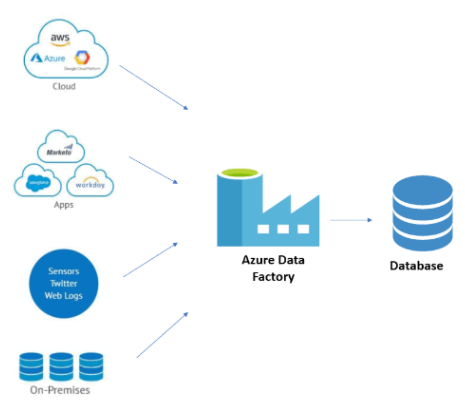 aws
Azure
Google Cloud Platform
Cloud
Marketo
salesforce
workday
Apps
Sensors
Twitter
Web Logs
On-Premises
Azure Data
Factory
Database